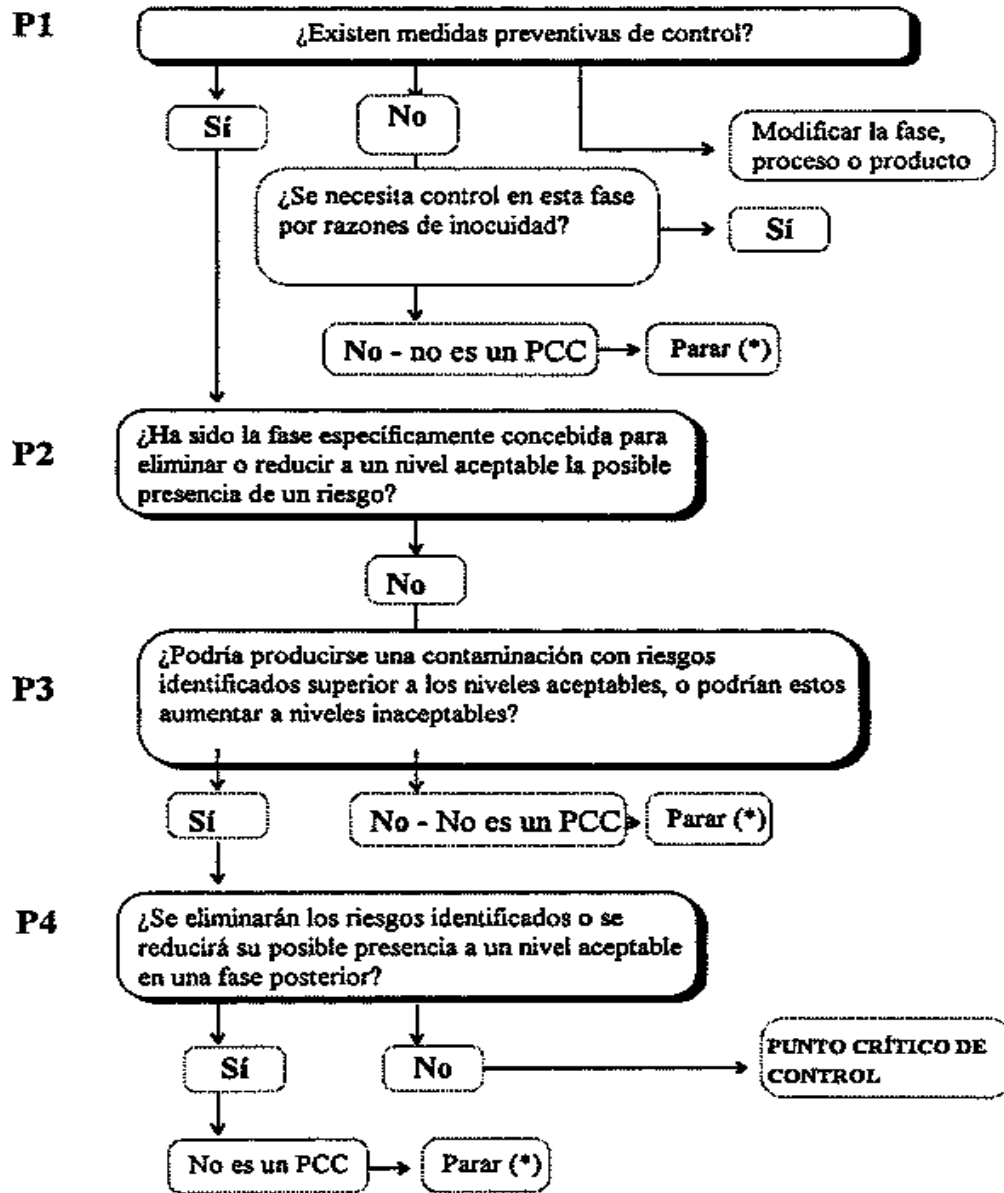 P1
¿Existen medidas preventivas de control?
Sí
No
Modificar la fase,
proceso o producto
¿Se necesita control en esta fase
por razones de inocuidad?
Sí
No - no es un PCC
Parar (*)
P2
¿Ha sido la fase específicamente concebida para
eliminar o reducir a un nivel aceptable la posible
presencia de un riesgo?
No
P3
¿Podría producirse una contaminación con riesgos
identificados superior a los niveles aceptables, o podrían estos
aumentar a niveles inaceptables?
Sí
No - No es un PCC
Parar (*)
P4
¿Se eliminarán los riesgos identificados o se
reducirá su posible presencia a un nivel aceptable
en una fase posterior?
Sí
No
PUNTO CRÍTICO DE
CONTROL
No es un PCC
Parar (*)